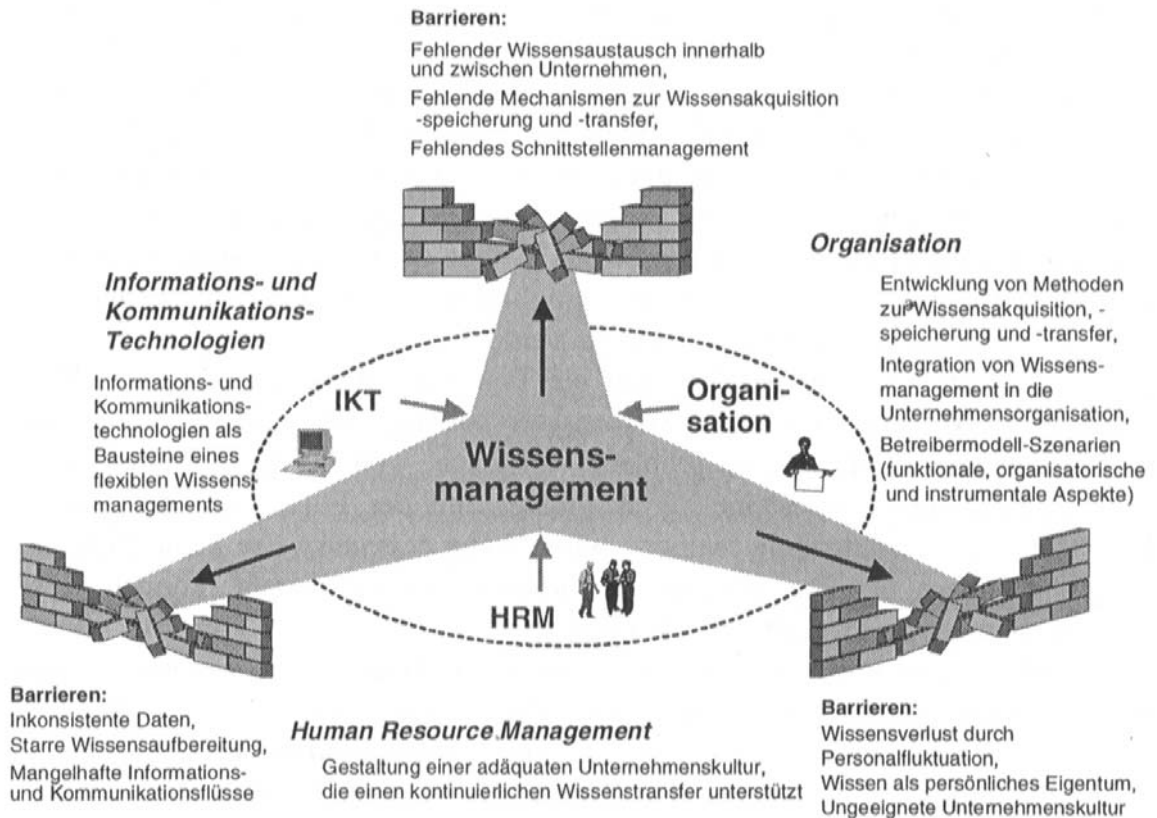 Barrieren:
Fehlender Wissensaustausch innerhalb
und zwischen Unternehmen,
Fehlende Mechanismen zur Wissensakquisition
-speicherung und -transfer,
Fehlendes Schnittstellenmanagement
Informations- und
Kommunikations-
Technologien
Informations- und
Kommunikations-
technologien als
Bausteine eines
flexiblen Wissens-
managements
Organisation
Entwicklung von Methoden
zur Wissensakquisition, -
speicherung und -transfer,
Integration von Wissens-
management in die
Unternehmensorganisation,
Betreibermodell-Szenarien
(funktionale, organisatorische
und instrumentale Aspekte)
IKT
Organi-
sation
Wissens-
management
HRM
Barrieren:
Inkonsistente Daten,
Starre Wissensaufbereitung,
Mangelhafte Informations-
und Kommunikationsflüsse
Human Resource Management
Gestaltung einer adäquaten Unternehmenskultur,
die einen kontinuierlichen Wissenstransfer unterstützt
Barrieren:
Wissensverlust durch
Personalfluktuation,
Wissen als persönliches Eigentum,
Ungeeignete Unternehmenskultur